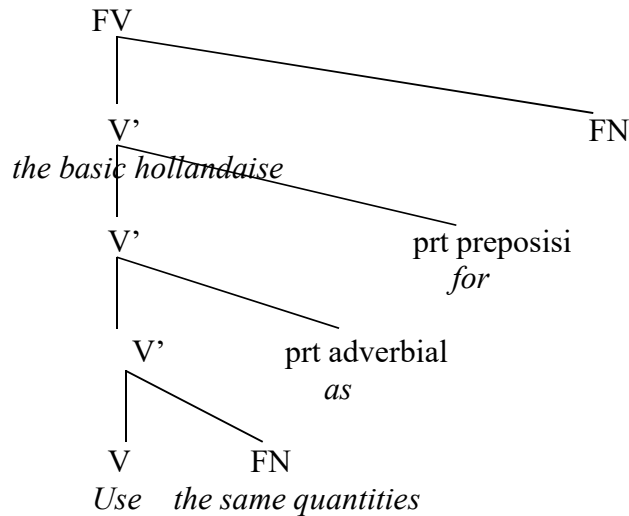 FV
V’ FN
the basic hollandaise
V’ prt preposisi
for
V’ prt adverbial
as
V FN
Use the same quantities